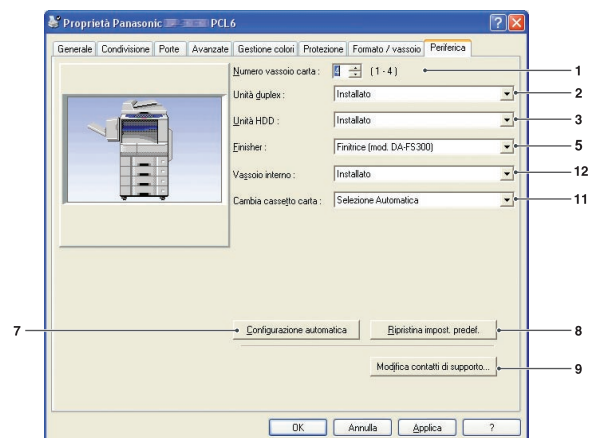 Proprietà Panasonic PCL6
Generale Condivisione Porte Avanzate Gestione colori Protezione Formato / vassoio Periferica
Numero vassoio carta : 4 (1 - 4) 1
Unità duplex : Installato 2
Unità HDD : Installato 3
Finisher : Finitrice (mod. DA-FS300) 5
Vassoio interno : Installato 12
Cambia cassetto carta : Selezione Automatica 11
7 Configurazione automatica Ripristina impost. predef. 8
Modifica contatti di supporto... 9
OK Annulla Applica ?